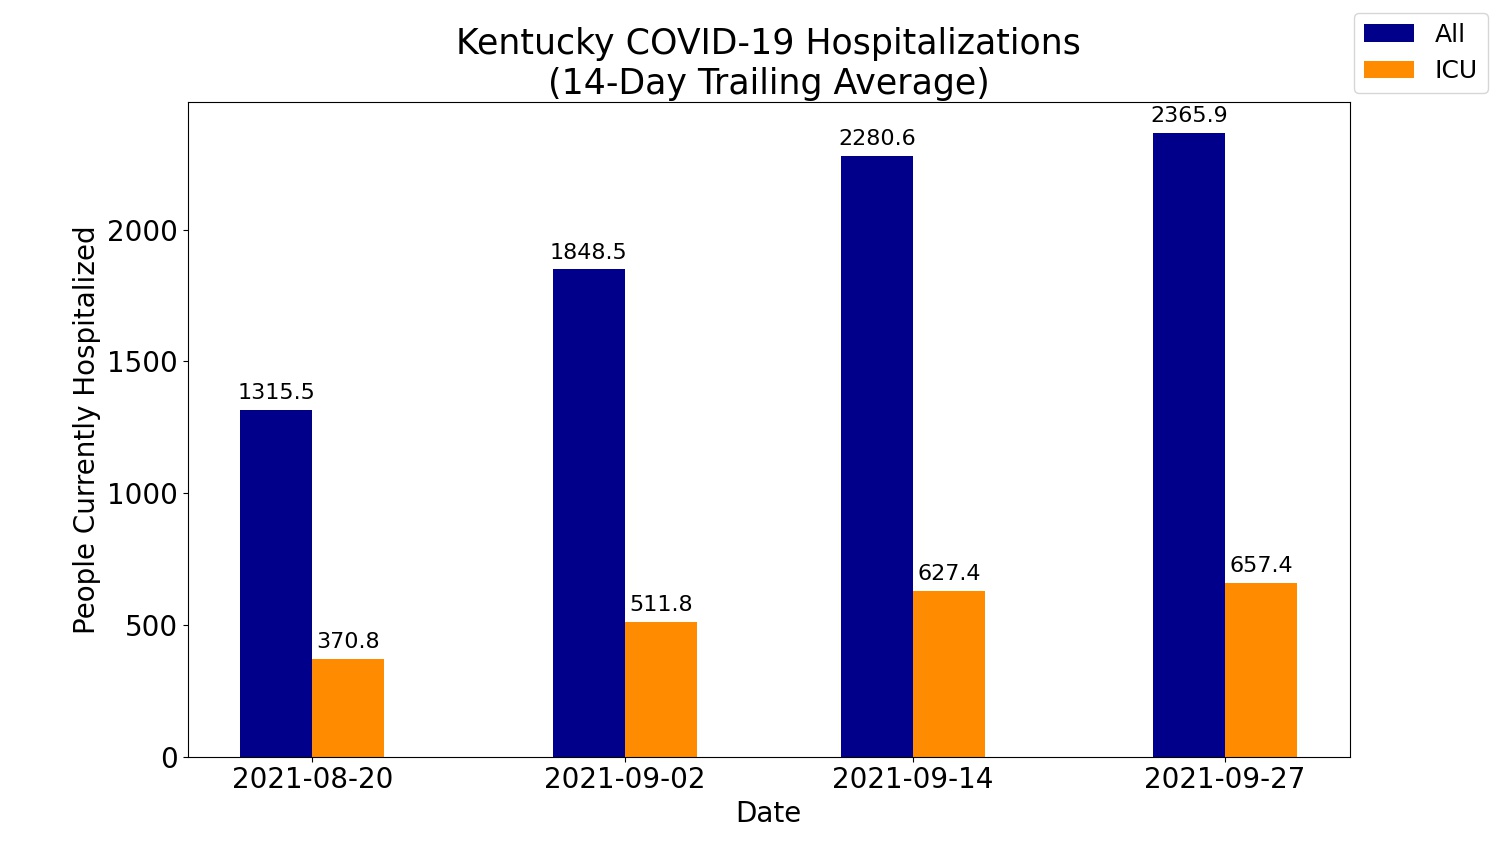 Kentucky COVID-19 Hospitalizations
(14-Day Trailing Average)
All
ICU
People Currently Hospitalized
2000
1500
1000
500
0
1315.5
370.8
1848.5
511.8
2280.6
627.4
2365.9
657.4
2021-08-20
2021-09-02
2021-09-14
2021-09-27
Date